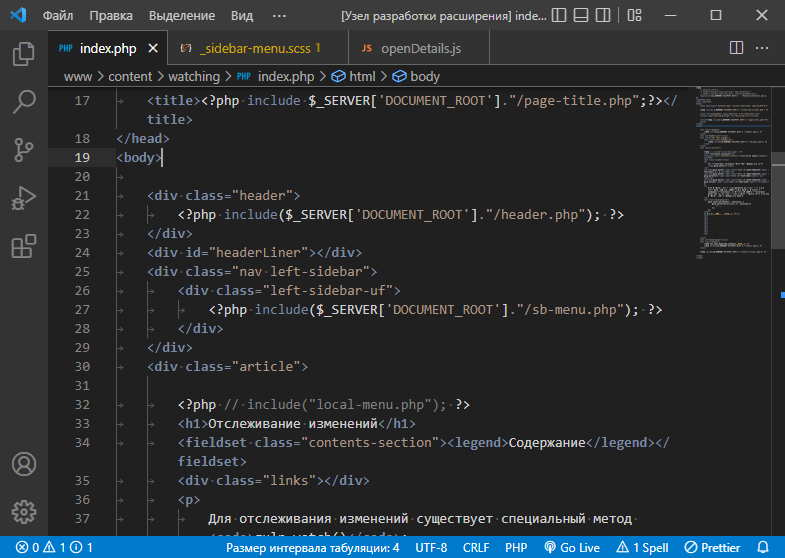 Файл Правка Выделение Вид ··· [Узел разработки расширения] inde...
PHP index.php × _sidebar-menu.scss 1 JS openDetails.js ···
www > content > watching > PHP index.php > html > body
17 <title><?php include $_SERVER['DOCUMENT_ROOT']."/page-title.php";?></
title>
18 </head>
19 <body>
20
21 <div class="header">
22 <?php include($_SERVER['DOCUMENT_ROOT']."/header.php"); ?>
23 </div>
24 <div id="headerLiner"></div>
25 <div class="nav left-sidebar">
26 <div class="left-sidebar-uf">
27 <?php include($_SERVER['DOCUMENT_ROOT']."/sb-menu.php"); ?>
28 </div>
29 </div>
30 <div class="article">
31
32 <?php // include("local-menu.php"); ?>
33 <h1>Отслеживание изменений</h1>
34 <fieldset class="contents-section"><legend>Содержание</legend></
fieldset>
35 <div class="links"></div>
36 <p>
37 Для отслеживания изменений существует специальный метод
<code>gulp.watch()</code>:
0 1 1 Размер интервала табуляции: 4 UTF-8 CRLF PHP Go Live 1 Spell Prettier